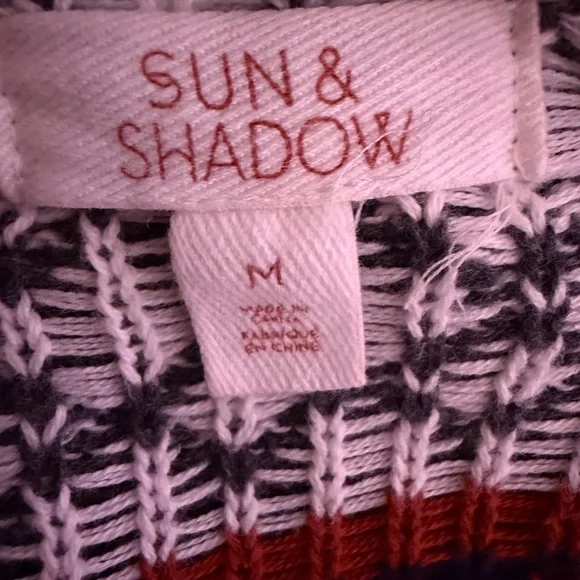 SUN &
SHADOW
M
MADE IN
CHINA
FABRIQUÉ
EN CHINE